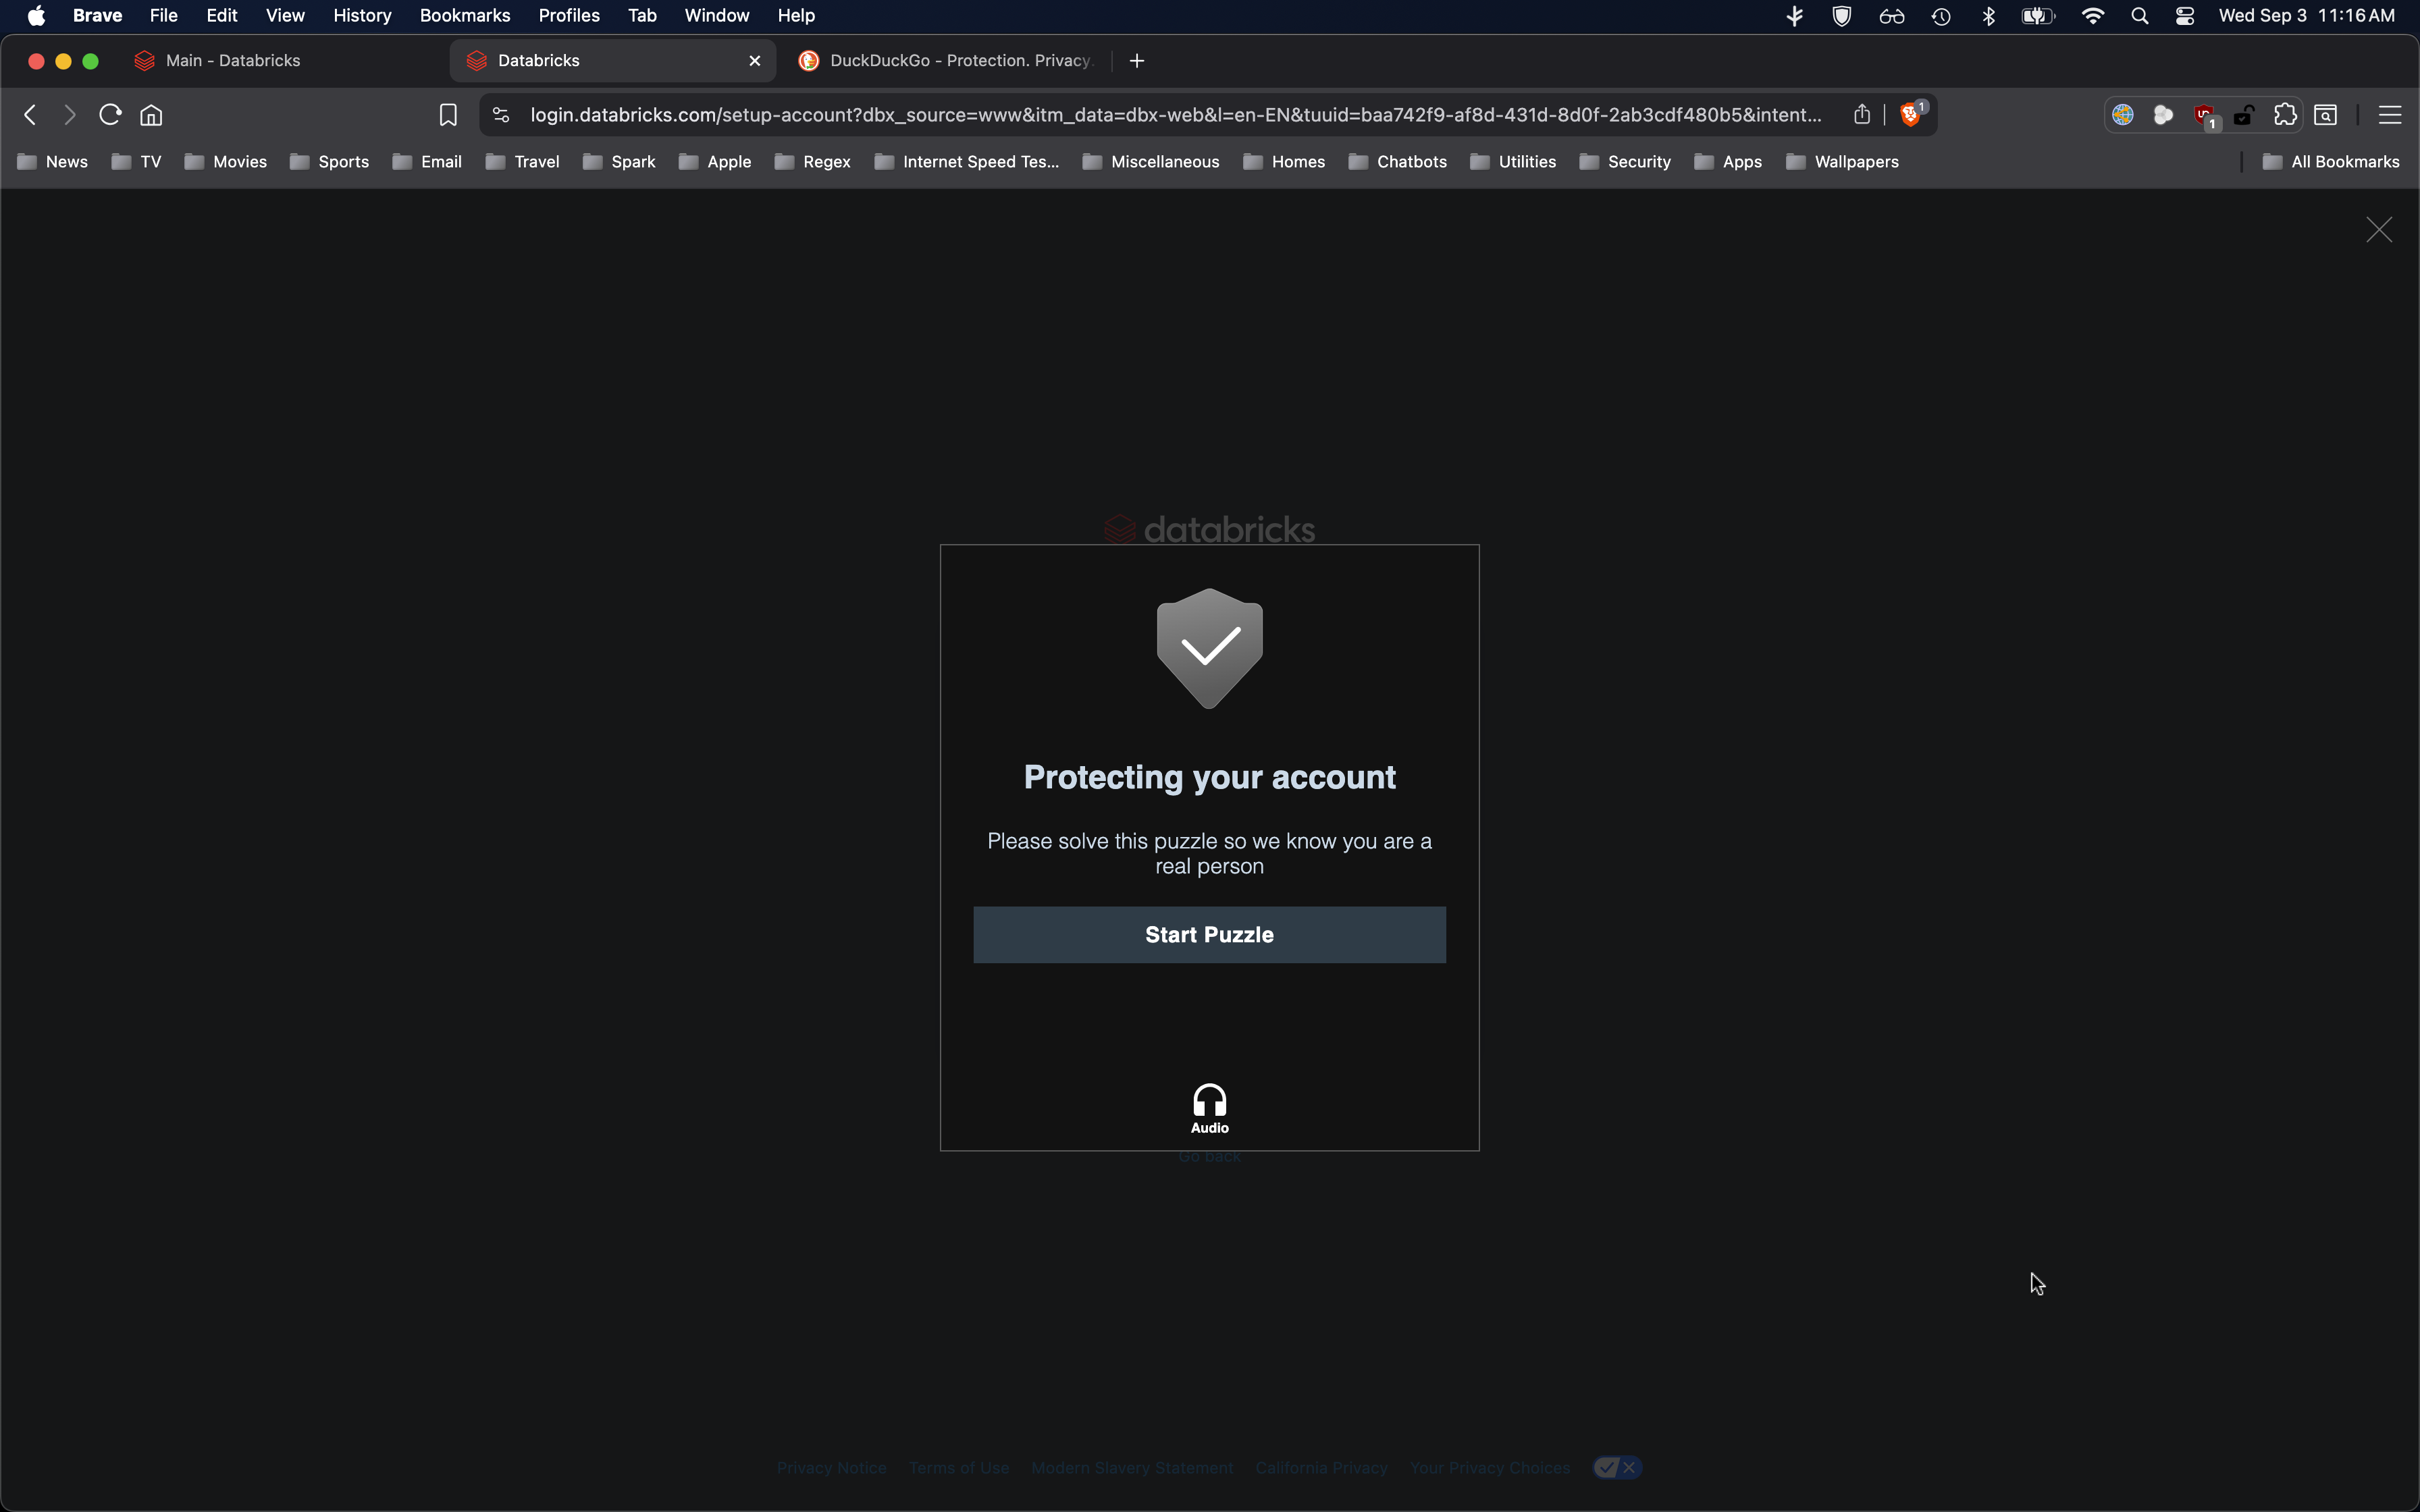 Brave File Edit View History Bookmarks Profiles Tab Window Help Wed Sep 3 11:16 AM
Main - Databricks Databricks DuckDuckGo - Protection. Privacy.
login.databricks.com/setup-account?dbx_source=www&itm_data=dbx-web&l=en-EN&tuuid=baa742f9-af8d-431d-8d0f-2ab3cdf480b5&intent... 1 1
News TV Movies Sports Email Travel Spark Apple Regex Internet Speed Tes... Miscellaneous Homes Chatbots Utilities Security Apps Wallpapers All Bookmarks
databricks
Protecting your account
Please solve this puzzle so we know you are a
real person
Start Puzzle
Audio
Go back
Privacy Notice Terms of Use Modern Slavery Statement California Privacy Your Privacy Choices